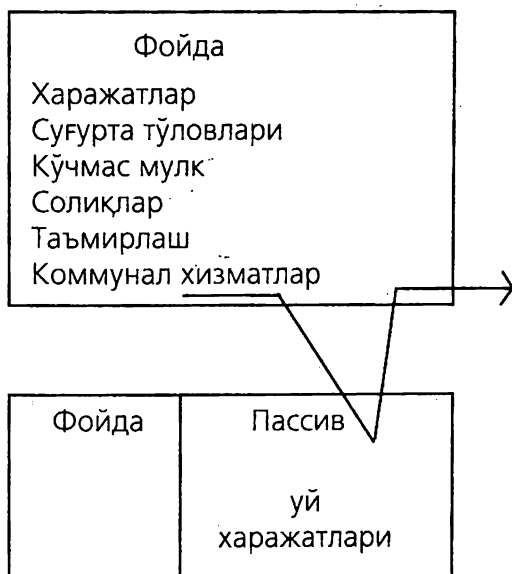 Фойда
Харажатлар
Суғурта тўловлари
Кўчмас мулк
Солиқлар
Таъмирлаш
Коммунал хизматлар
Фойда
Пассив
уй
харажатлари